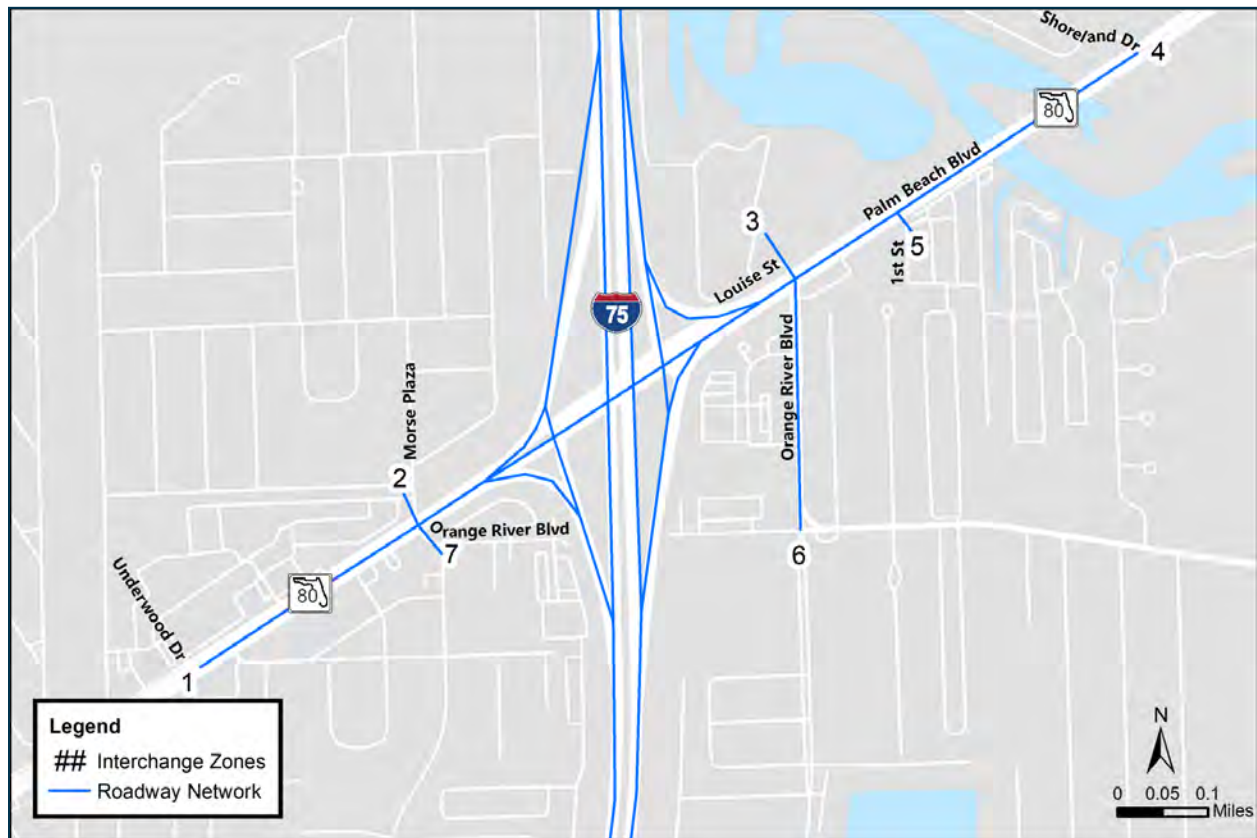 Shoreland Dr
4
80
Palm Beach Blvd
3
5
1st St
Louise St
75
Orange River Blvd
Morse Plaza
2
Orange River Blvd
7
6
Underwood Dr
80
1
Legend
## Interchange Zones
Roadway Network
N
0 0.05 0.1
Miles